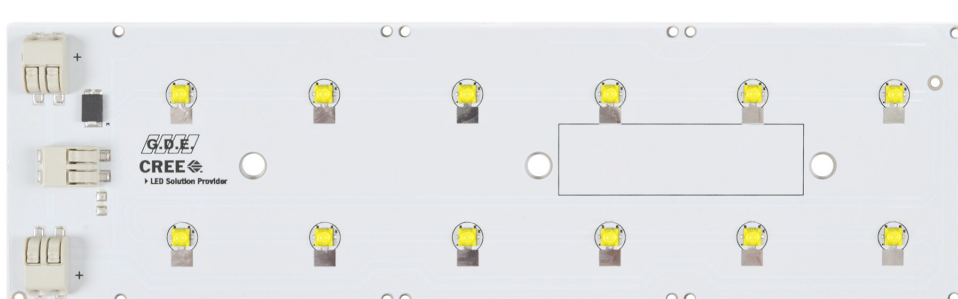 +
G.D.E.
CREE
LED Solution Provider
+